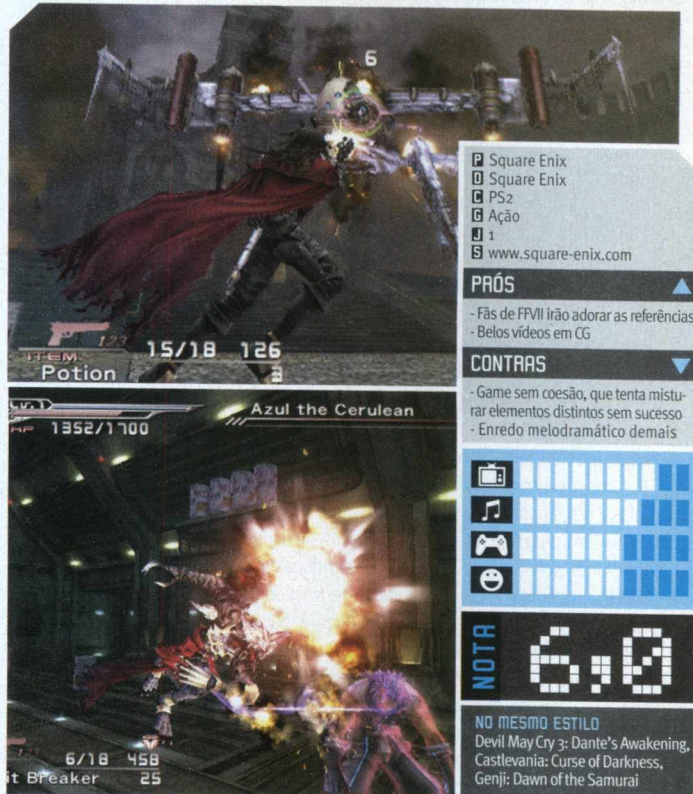 6
123
ITEM
15/18 126
Potion
Lv.1
Azul the Cerulean
HP 1352/1700
6/18 458
it Breaker 25
P Square Enix
D Square Enix
C PS2
G Ação
J 1
S www.square-enix.com
PRÓS
- Fãs de FFVII irão adorar as referências
- Belos vídeos em CG
CONTRAS
- Game sem coesão, que tenta mistu-
rar elementos distintos sem sucesso
- Enredo melodramático demais
NOTA
6,0
NO MESMO ESTILO
Devil May Cry 3: Dante's Awakening,
Castlevania: Curse of Darkness,
Genji: Dawn of the Samurai